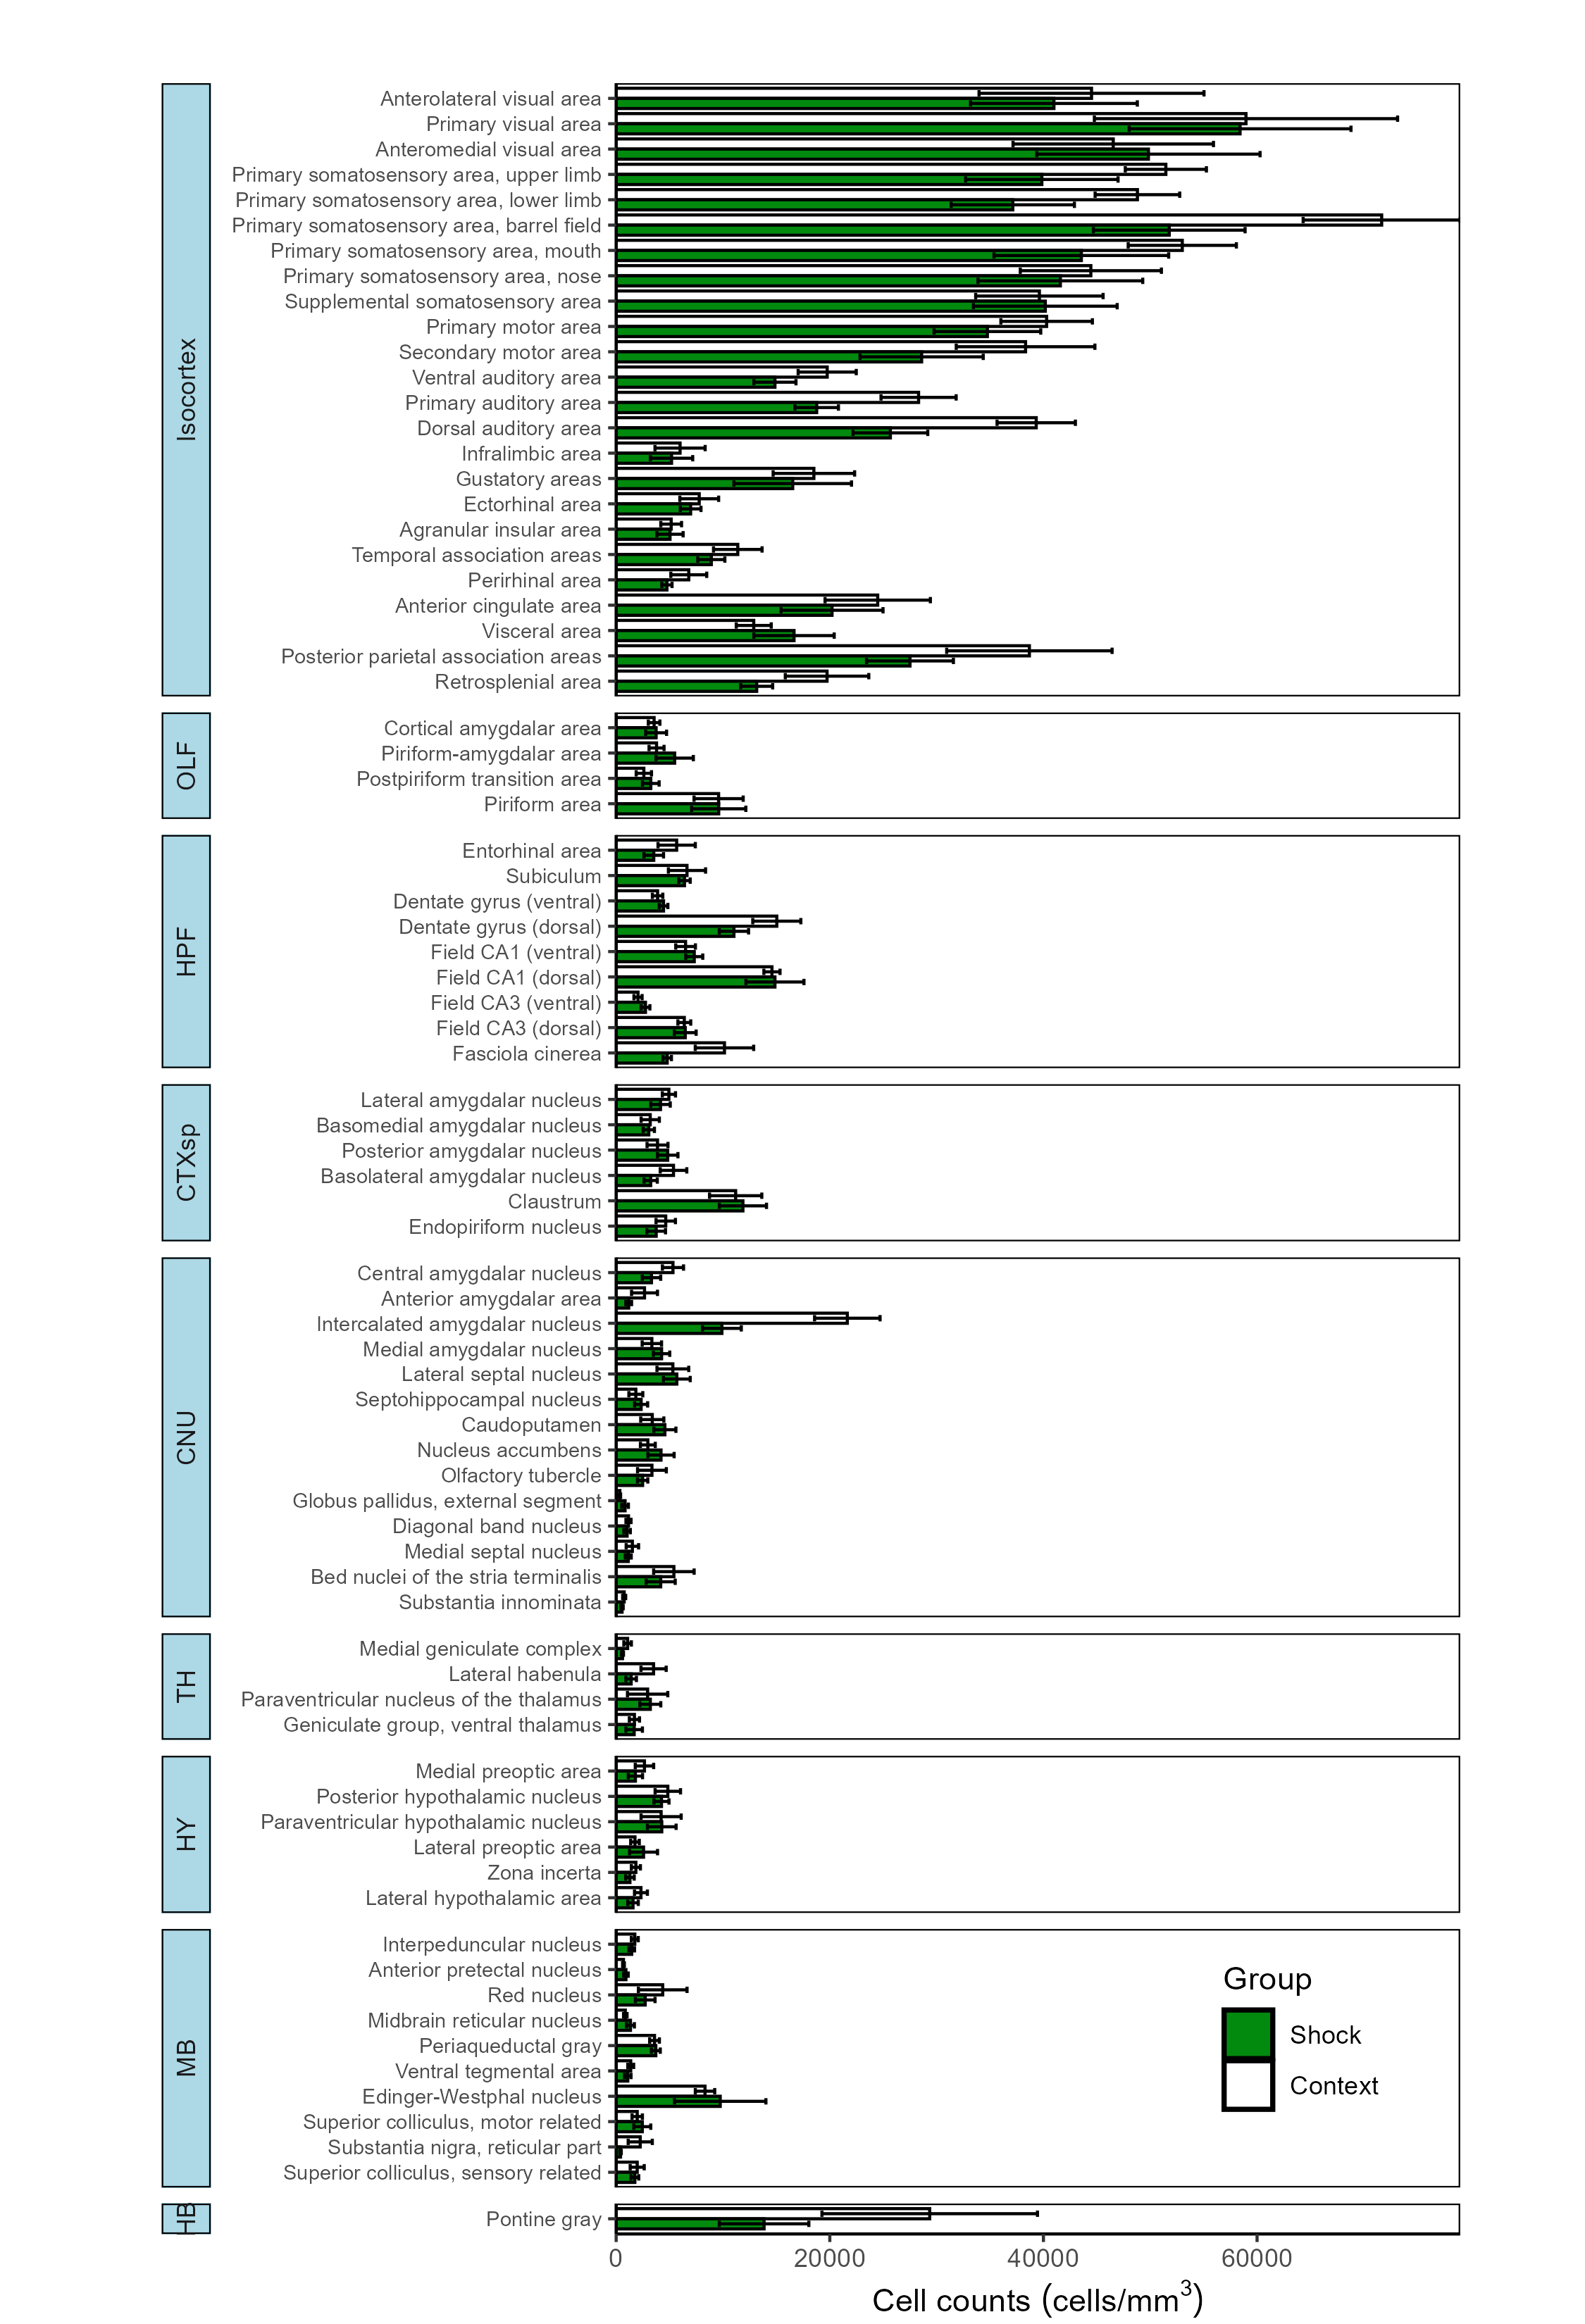 Isocortex
Anterolateral visual area
Primary visual area
Anteromedial visual area
Primary somatosensory area, upper limb
Primary somatosensory area, lower limb
Primary somatosensory area, barrel field
Primary somatosensory area, mouth
Primary somatosensory area, nose
Supplemental somatosensory area
Primary motor area
Secondary motor area
Ventral auditory area
Primary auditory area
Dorsal auditory area
Infralimbic area
Gustatory areas
Ectorhinal area
Agranular insular area
Temporal association areas
Perirhinal area
Anterior cingulate area
Visceral area
Posterior parietal association areas
Retrosplenial area
OLF
Cortical amygdalar area
Piriform-amygdalar area
Postpiriform transition area
Piriform area
HPF
Entorhinal area
Subiculum
Dentate gyrus (ventral)
Dentate gyrus (dorsal)
Field CA1 (ventral)
Field CA1 (dorsal)
Field CA3 (ventral)
Field CA3 (dorsal)
Fasciola cinerea
CTXsp
Lateral amygdalar nucleus
Basomedial amygdalar nucleus
Posterior amygdalar nucleus
Basolateral amygdalar nucleus
Claustrum
Endopiriform nucleus
CNU
Central amygdalar nucleus
Anterior amygdalar area
Intercalated amygdalar nucleus
Medial amygdalar nucleus
Lateral septal nucleus
Septohippocampal nucleus
Caudoputamen
Nucleus accumbens
Olfactory tubercle
Globus pallidus, external segment
Diagonal band nucleus
Medial septal nucleus
Bed nuclei of the stria terminalis
Substantia innominata
TH
Medial geniculate complex
Lateral habenula
Paraventricular nucleus of the thalamus
Geniculate group, ventral thalamus
HY
Medial preoptic area
Posterior hypothalamic nucleus
Paraventricular hypothalamic nucleus
Lateral preoptic area
Zona incerta
Lateral hypothalamic area
MB
Interpeduncular nucleus
Anterior pretectal nucleus
Red nucleus
Midbrain reticular nucleus
Periaqueductal gray
Ventral tegmental area
Edinger-Westphal nucleus
Superior colliculus, motor related
Substantia nigra, reticular part
Superior colliculus, sensory related
Group
Shock
Context
HB
Pontine gray
0 20000 40000 60000
Cell counts (cells/mm³)